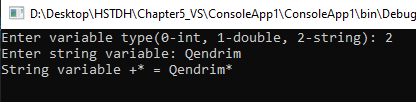 D:\Desktop\HSTDH\Chapter5_VS\ConsoleApp1\ConsoleApp1\bin\Debug
Enter variable type(0-int, 1-double, 2-string): 2
Enter string variable: Qendrim
String variable +* = Qendrim*